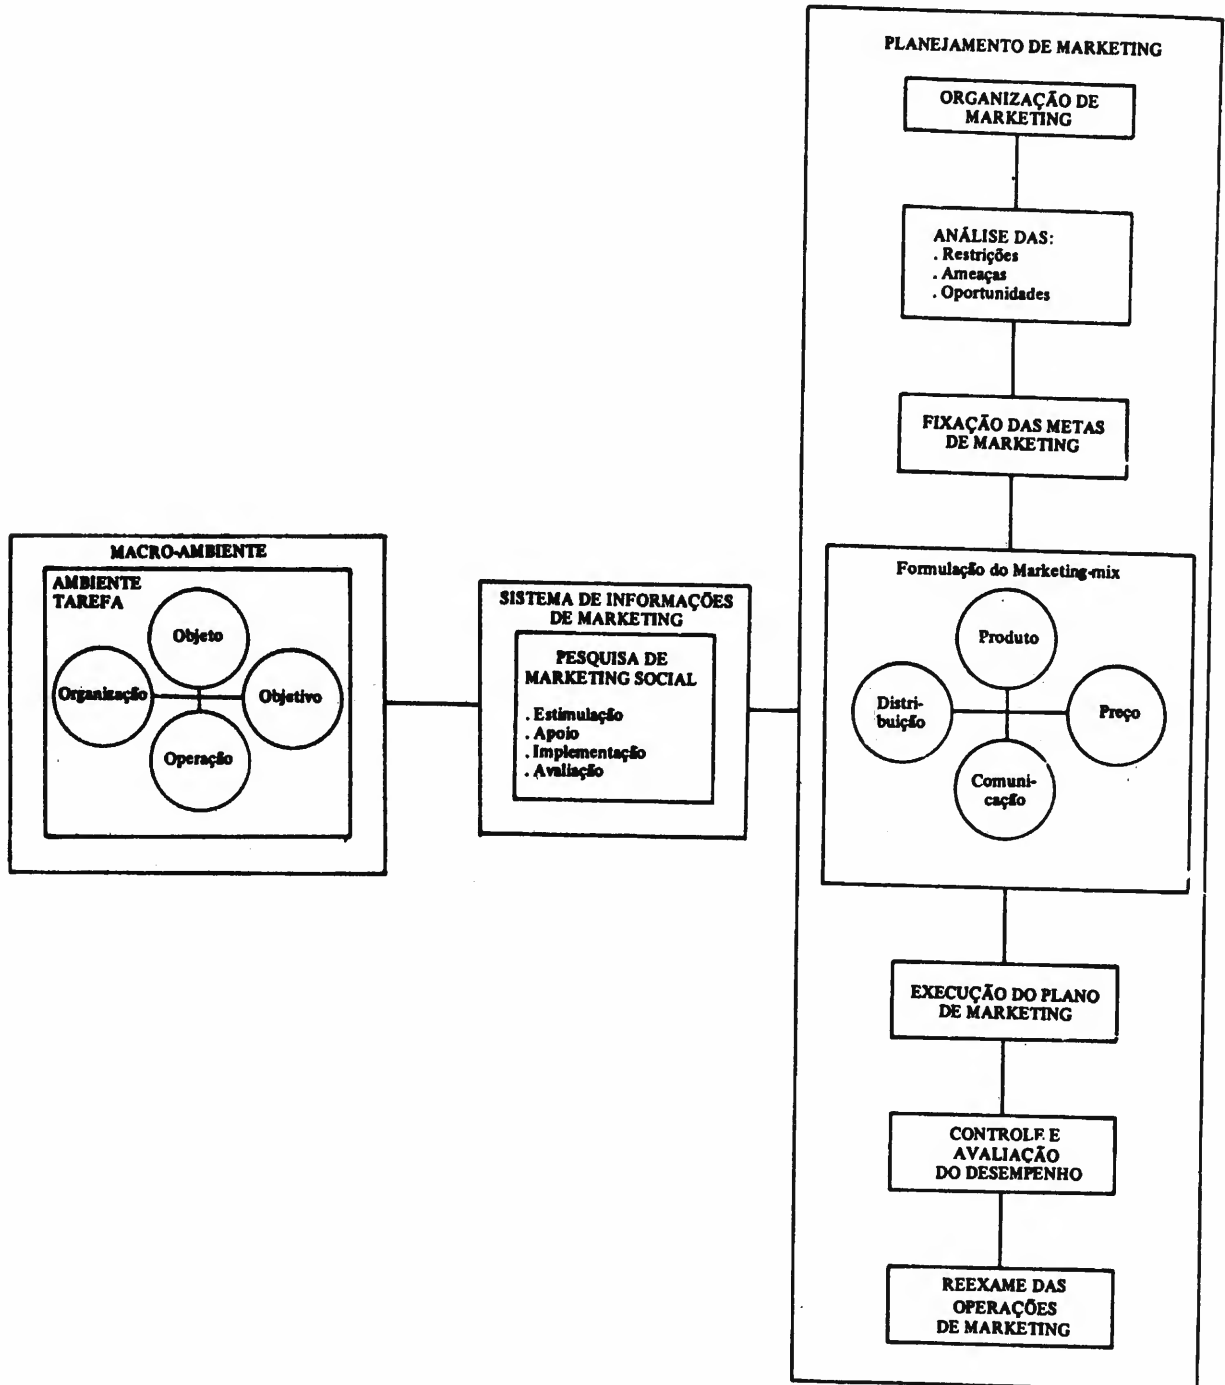 MACRO-AMBIENTE
AMBIENTE
TAREFA
Objeto
Organização
Objetivo
Operação
SISTEMA DE INFORMAÇÕES
DE MARKETING
PESQUISA DE
MARKETING SOCIAL
. Estimulação
. Apoio
. Implementação
. Avaliação
PLANEJAMENTO DE MARKETING
ORGANIZAÇÃO DE
MARKETING
ANÁLISE DAS:
. Restrições
. Ameaças
. Oportunidades
FIXAÇÃO DAS METAS
DE MARKETING
Formulação do Marketing-mix
Produto
Distri-
buição
Preço
Comuni-
cação
EXECUÇÃO DO PLANO
DE MARKETING
CONTROLE E
AVALIAÇÃO
DO DESEMPENHO
REEXAME DAS
OPERAÇÕES
DE MARKETING